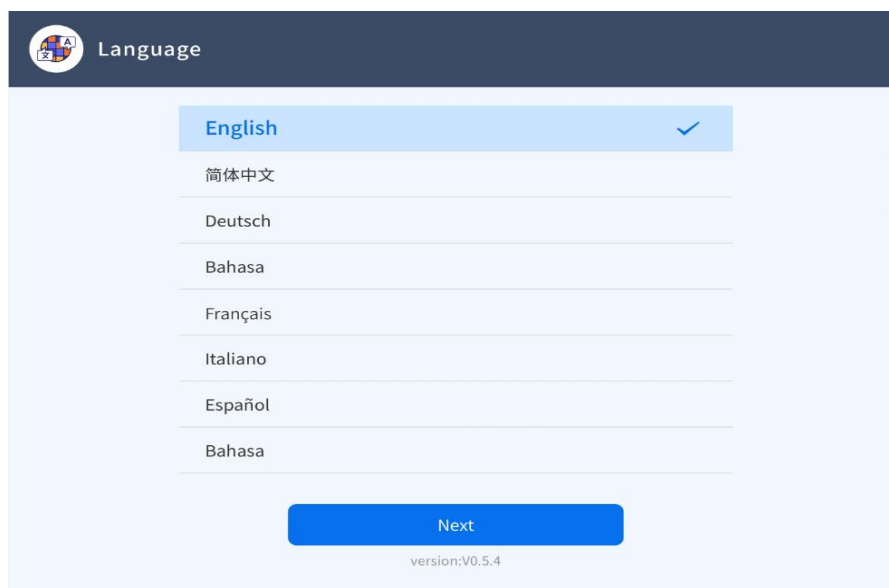 Language
English
简体中文
Deutsch
Bahasa
Français
Italiano
Español
Bahasa
Next
version:V0.5.4